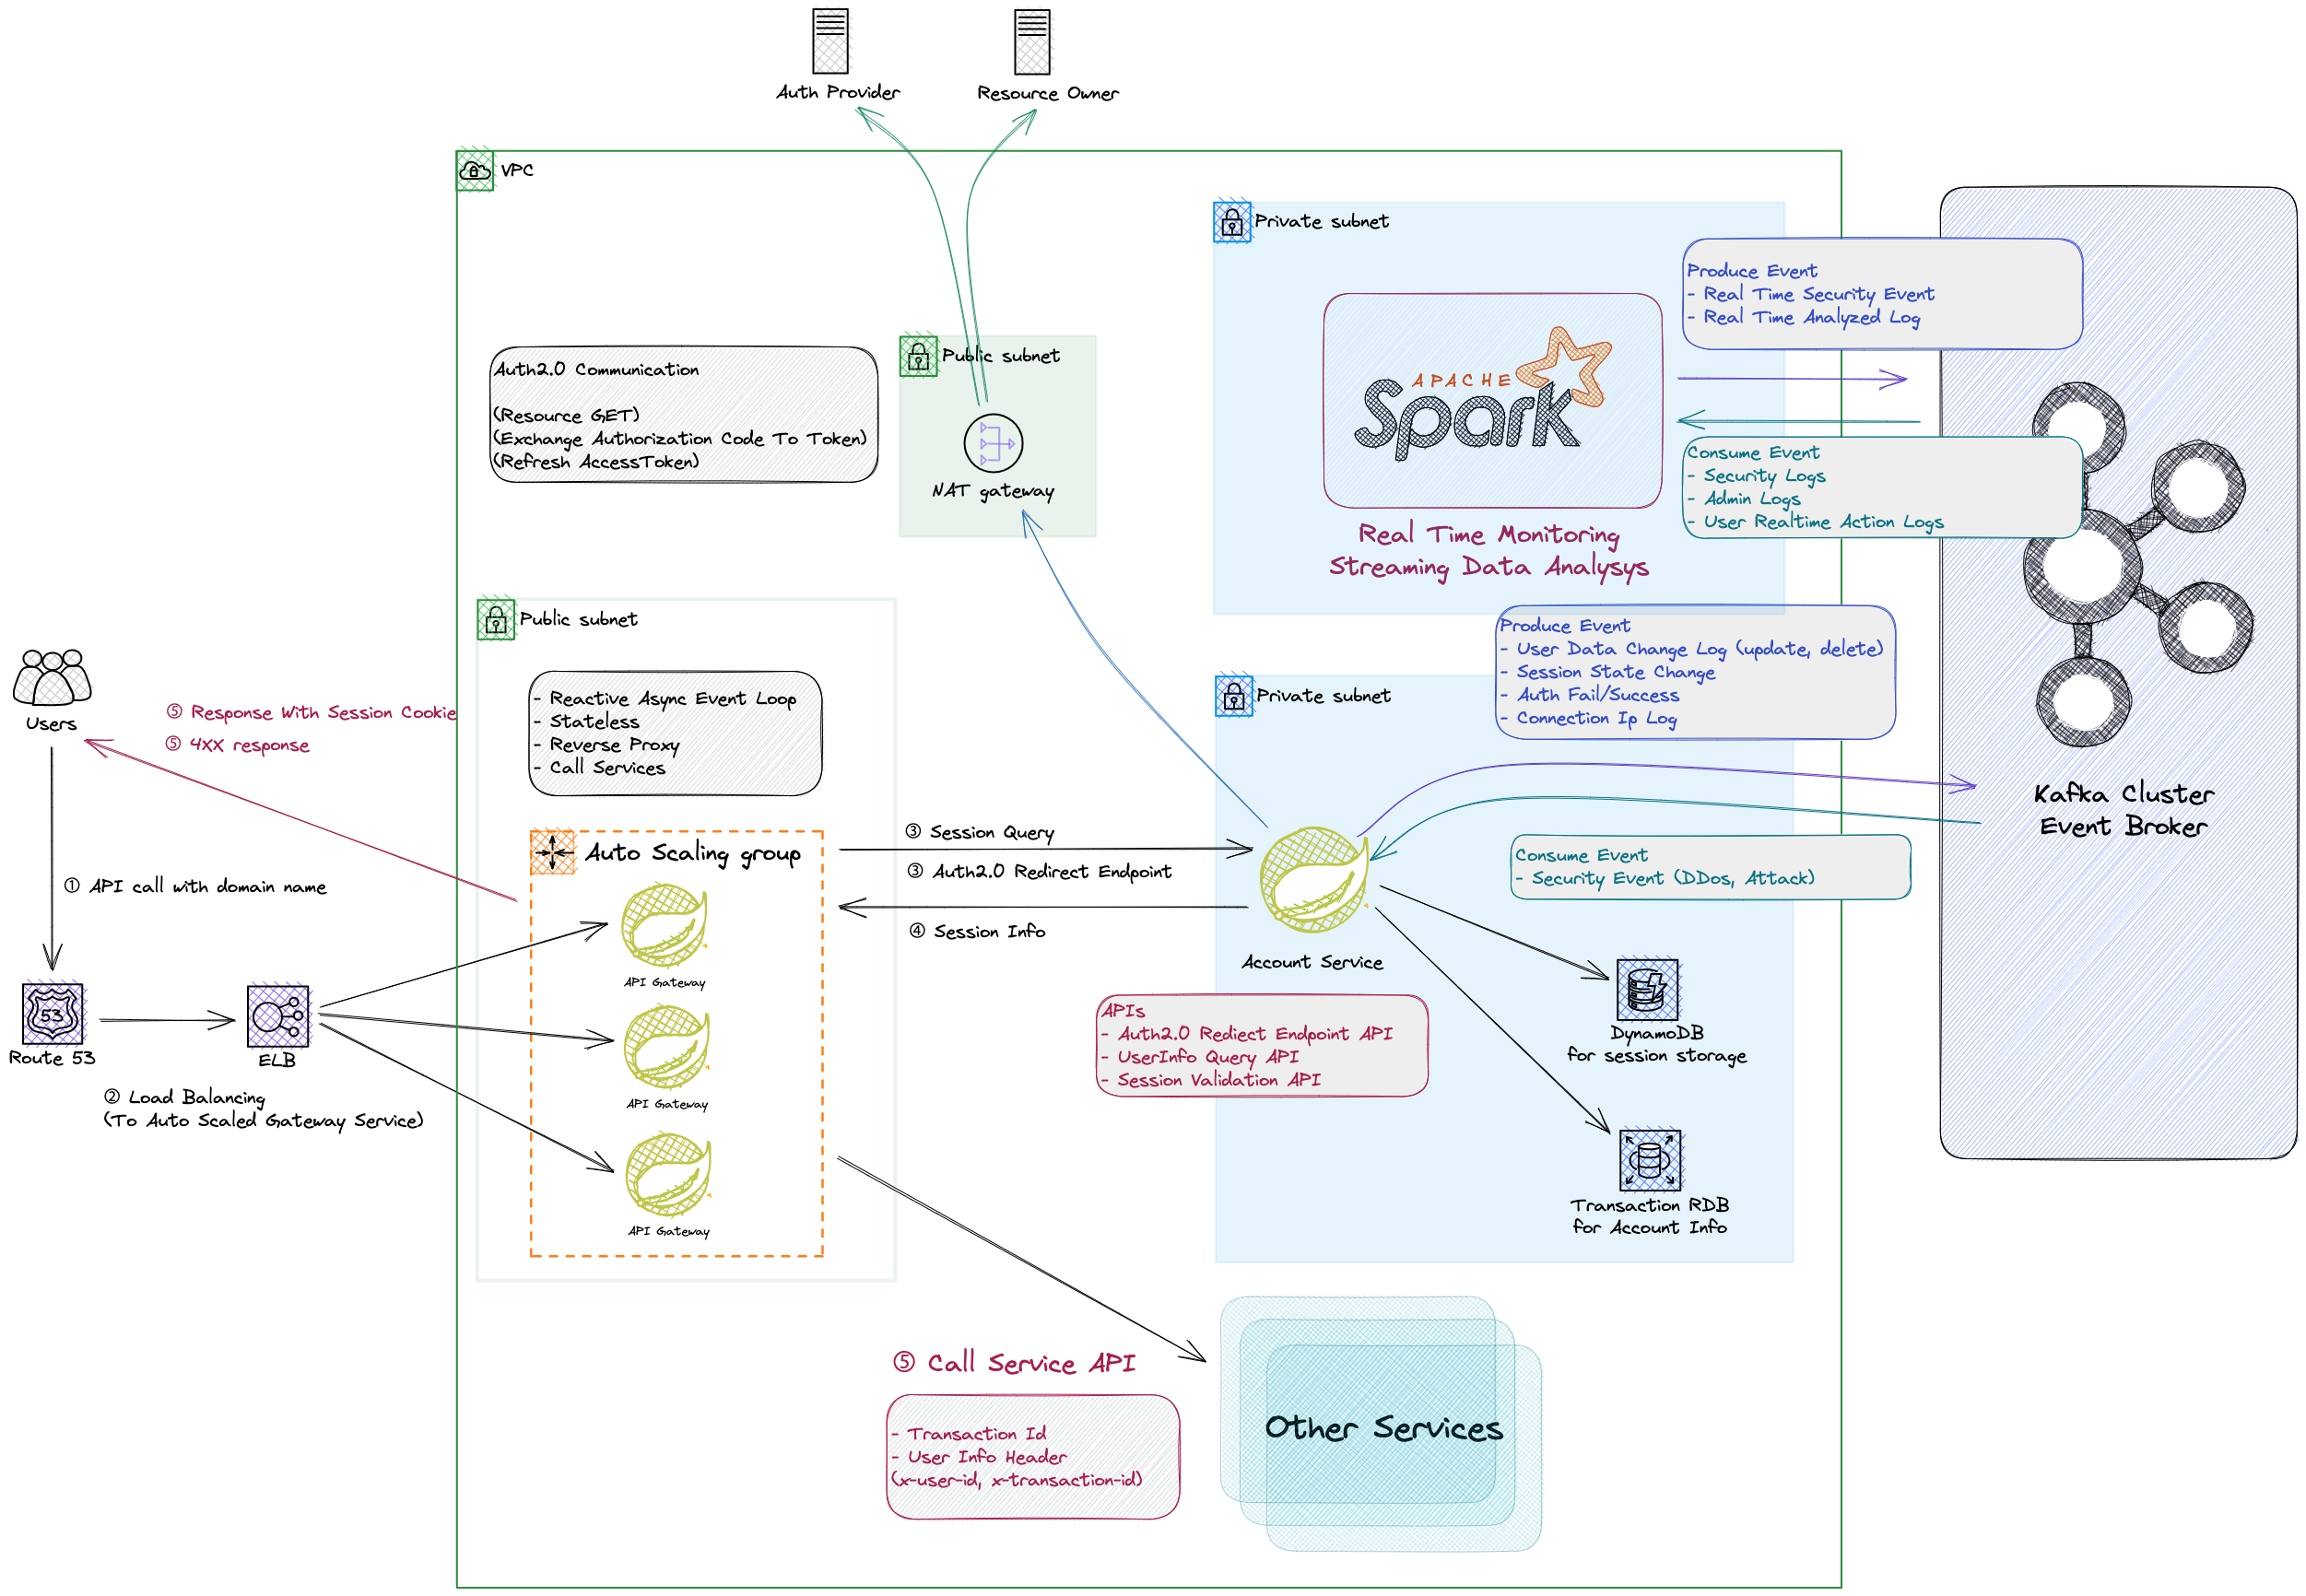 Auth Provider
Resource Owner
VPC
Private subnet
Produce Event
- Real Time Security Event
- Real Time Analyzed Log
APACHE
Spark
Consume Event
- Security Logs
- Admin Logs
- User Realtime Action Logs
Real Time Monitoring
Streaming Data Analysys
Auth2.0 Communication
(Resource GET)
(Exchange Authorization Code To Token)
(Refresh AccessToken)
Public subnet
NAT gateway
Public subnet
- Reactive Async Event Loop
- Stateless
- Reverse Proxy
- Call Services
Users
⑤ Response With Session Cookie
⑤ 4XX response
① API call with domain name
53
Route 53
ELB
② Load Balancing
(To Auto Scaled Gateway Service)
Auto Scaling group
API Gateway
API Gateway
API Gateway
③ Session Query
③ Auth2.0 Redirect Endpoint
④ Session Info
Private subnet
Produce Event
- User Data Change Log (update, delete)
- Session State Change
- Auth Fail/Success
- Connection Ip Log
Kafka Cluster
Event Broker
Consume Event
- Security Event (DDos, Attack)
Account Service
APIs
- Auth2.0 Rediect Endpoint API
- UserInfo Query API
- Session Validation API
DynamoDB
for session storage
Transaction RDB
for Account Info
⑤ Call Service API
- Transaction Id
- User Info Header
(x-user-id, x-transaction-id)
Other Services